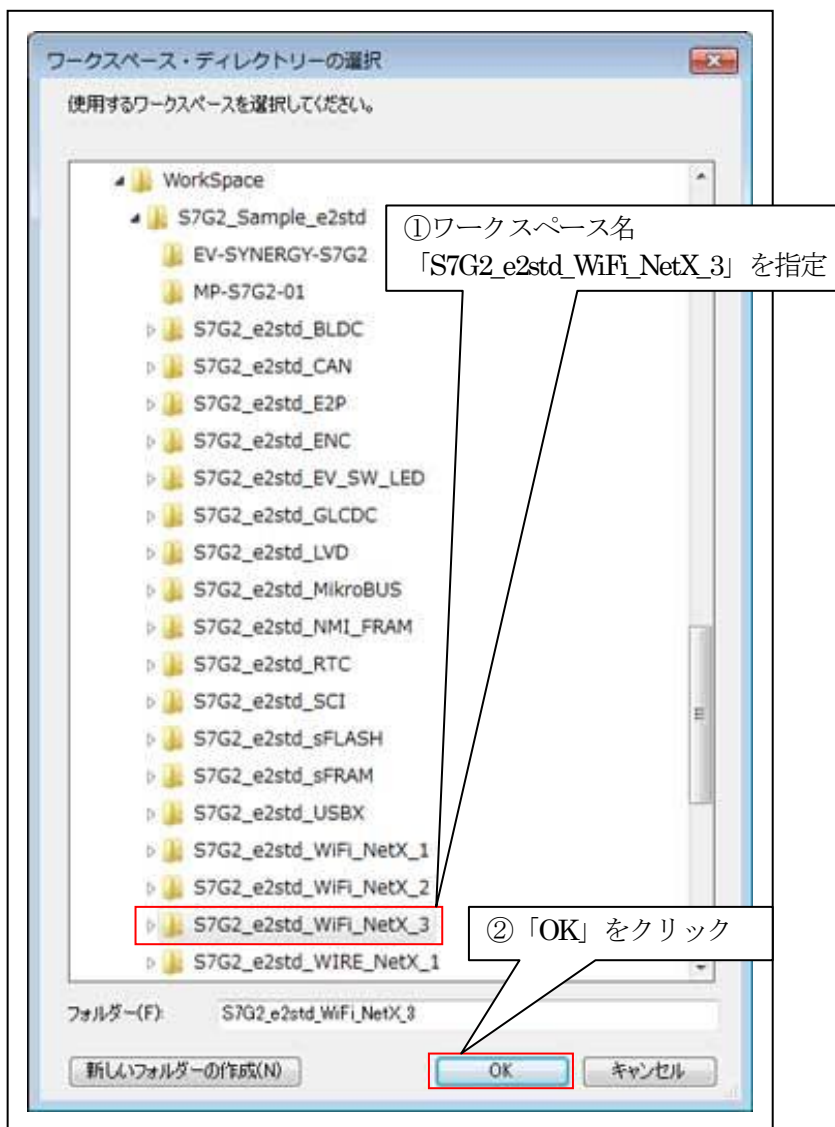 ワークスペース・ディレクトリーの選択
使用するワークスペースを選択してください。
WorkSpace
S7G2_Sample_e2std
①ワークスペース名
「S7G2_e2std_WiFi_NetX_3」を指定
EV-SYNERGY-S7G2
MP-S7G2-01
S7G2_e2std_BLDC
S7G2_e2std_CAN
S7G2_e2std_E2P
S7G2_e2std_ENC
S7G2_e2std_EV_SW_LED
S7G2_e2std_GLCDC
S7G2_e2std_LVD
S7G2_e2std_MikroBUS
S7G2_e2std_NMI_FRAM
S7G2_e2std_RTC
S7G2_e2std_SCI
S7G2_e2std_sFLASH
S7G2_e2std_sFRAM
S7G2_e2std_USBX
S7G2_e2std_WiFi_NetX_1
S7G2_e2std_WiFi_NetX_2
S7G2_e2std_WiFi_NetX_3
②「OK」をクリック
S7G2_e2std_WIRE_NetX_1
フォルダー(F): S7G2_e2std_WiFi_NetX_3
新しいフォルダーの作成(N) OK キャンセル